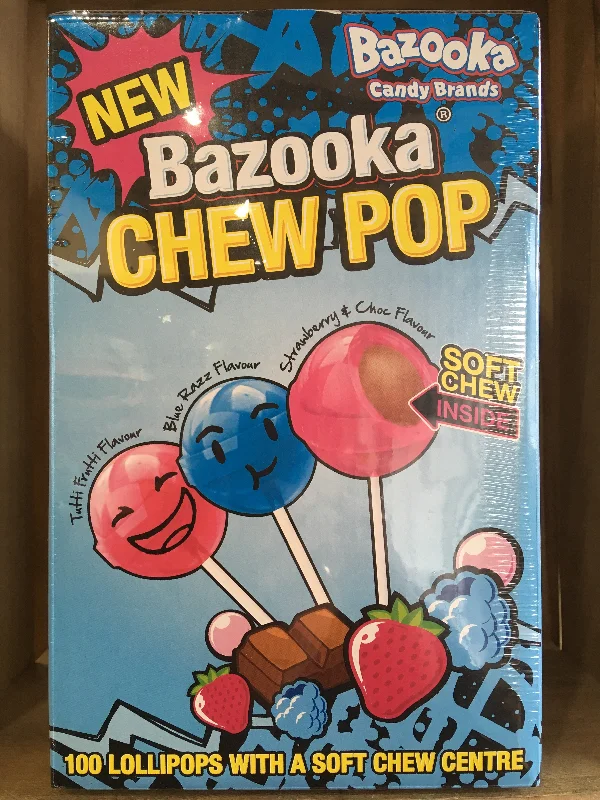 NEW
Bazooka
Candy Brands
Bazooka®
CHEW POP
Tutti Frutti Flavour
Blue Razz Flavour
Strawberry & Choc Flavour
SOFT
CHEW
INSIDE
100 LOLLIPOPS WITH A SOFT CHEW CENTRE